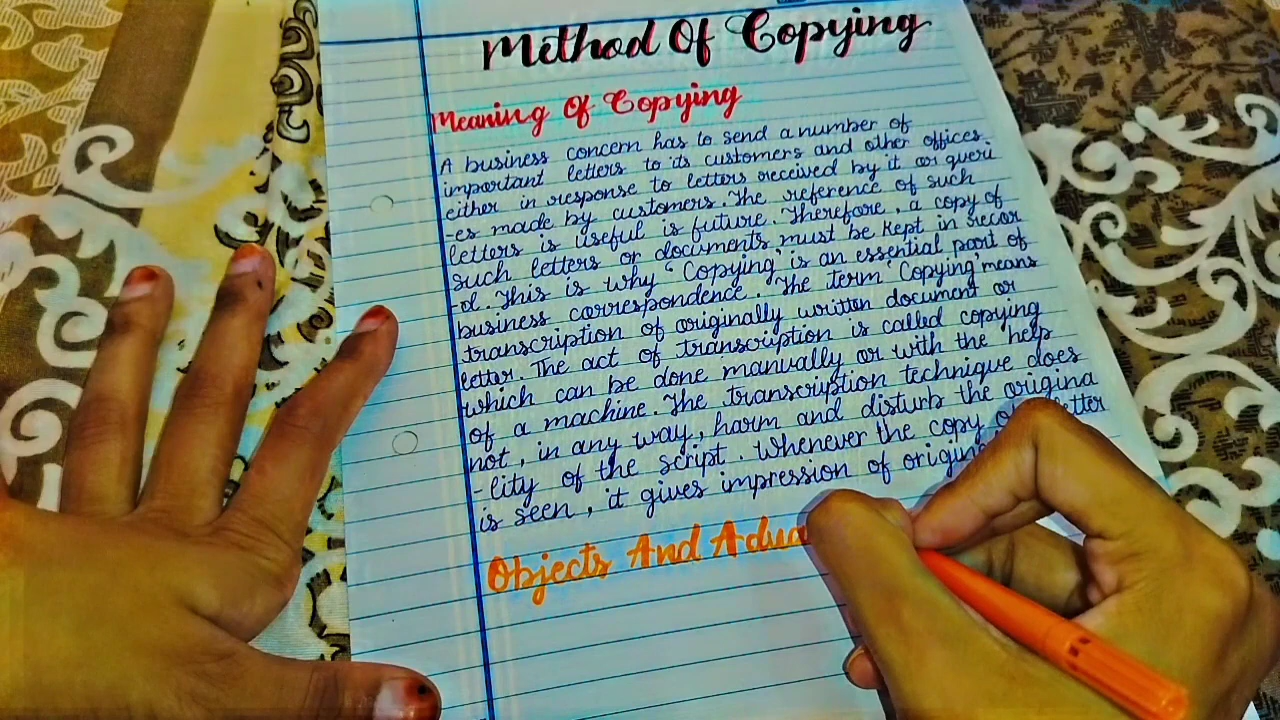 Method Of Copying
Meaning Of Copying
A business concern has to send a number of
important letters to its customers and other offices
either in response to letters received by it or queri
-es made by customers. The reference of such
letters is useful is future. Therefore, a copy of
such letters or documents must be kept in recor
-d. This is why 'Copying' is an essential part of
business correspondence. The term 'Copying' means
transcription of originally written document or
letter. The act of transcription is called copying
which can be done manually or with the help
of a machine. The transcription technique does
not, in any way, harm and disturb the origina
-lity of the script. Whenever the copy letter
is seen, it gives impression of
Objects And